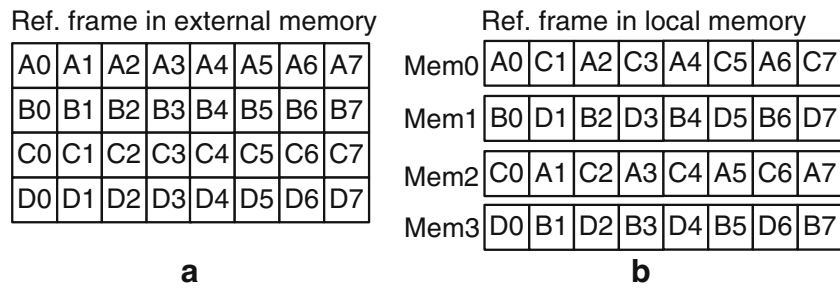 Ref. frame in external memory
A0 A1 A2 A3 A4 A5 A6 A7
B0 B1 B2 B3 B4 B5 B6 B7
C0 C1 C2 C3 C4 C5 C6 C7
D0 D1 D2 D3 D4 D5 D6 D7
a
Ref. frame in local memory
Mem0 A0 C1 A2 C3 A4 C5 A6 C7
Mem1 B0 D1 B2 D3 B4 D5 B6 D7
Mem2 C0 A1 C2 A3 C4 A5 C6 A7
Mem3 D0 B1 D2 B3 D4 B5 D6 B7
b